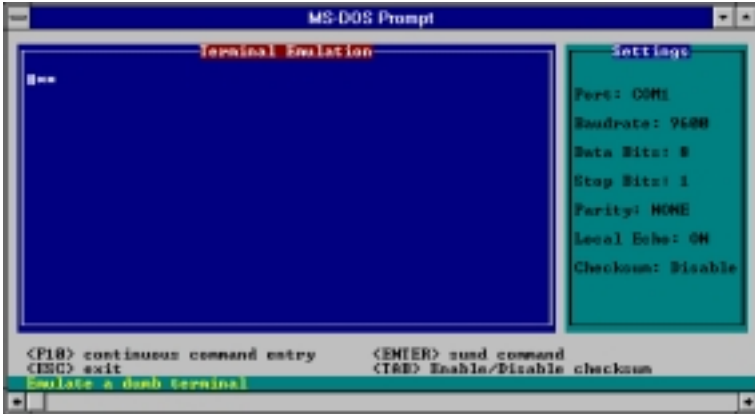 MS-DOS Prompt
Terminal Emulation
Settings
Port: COM1
Baudrate: 9600
Data Bits: 8
Stop Bits: 1
Parity: NONE
Local Echo: ON
Checksum: Disable
<F10> continuous command entry
<ENTER> send command
<ESC> exit
<TAB> Enable/Disable checksum
Emulate a dumb terminal